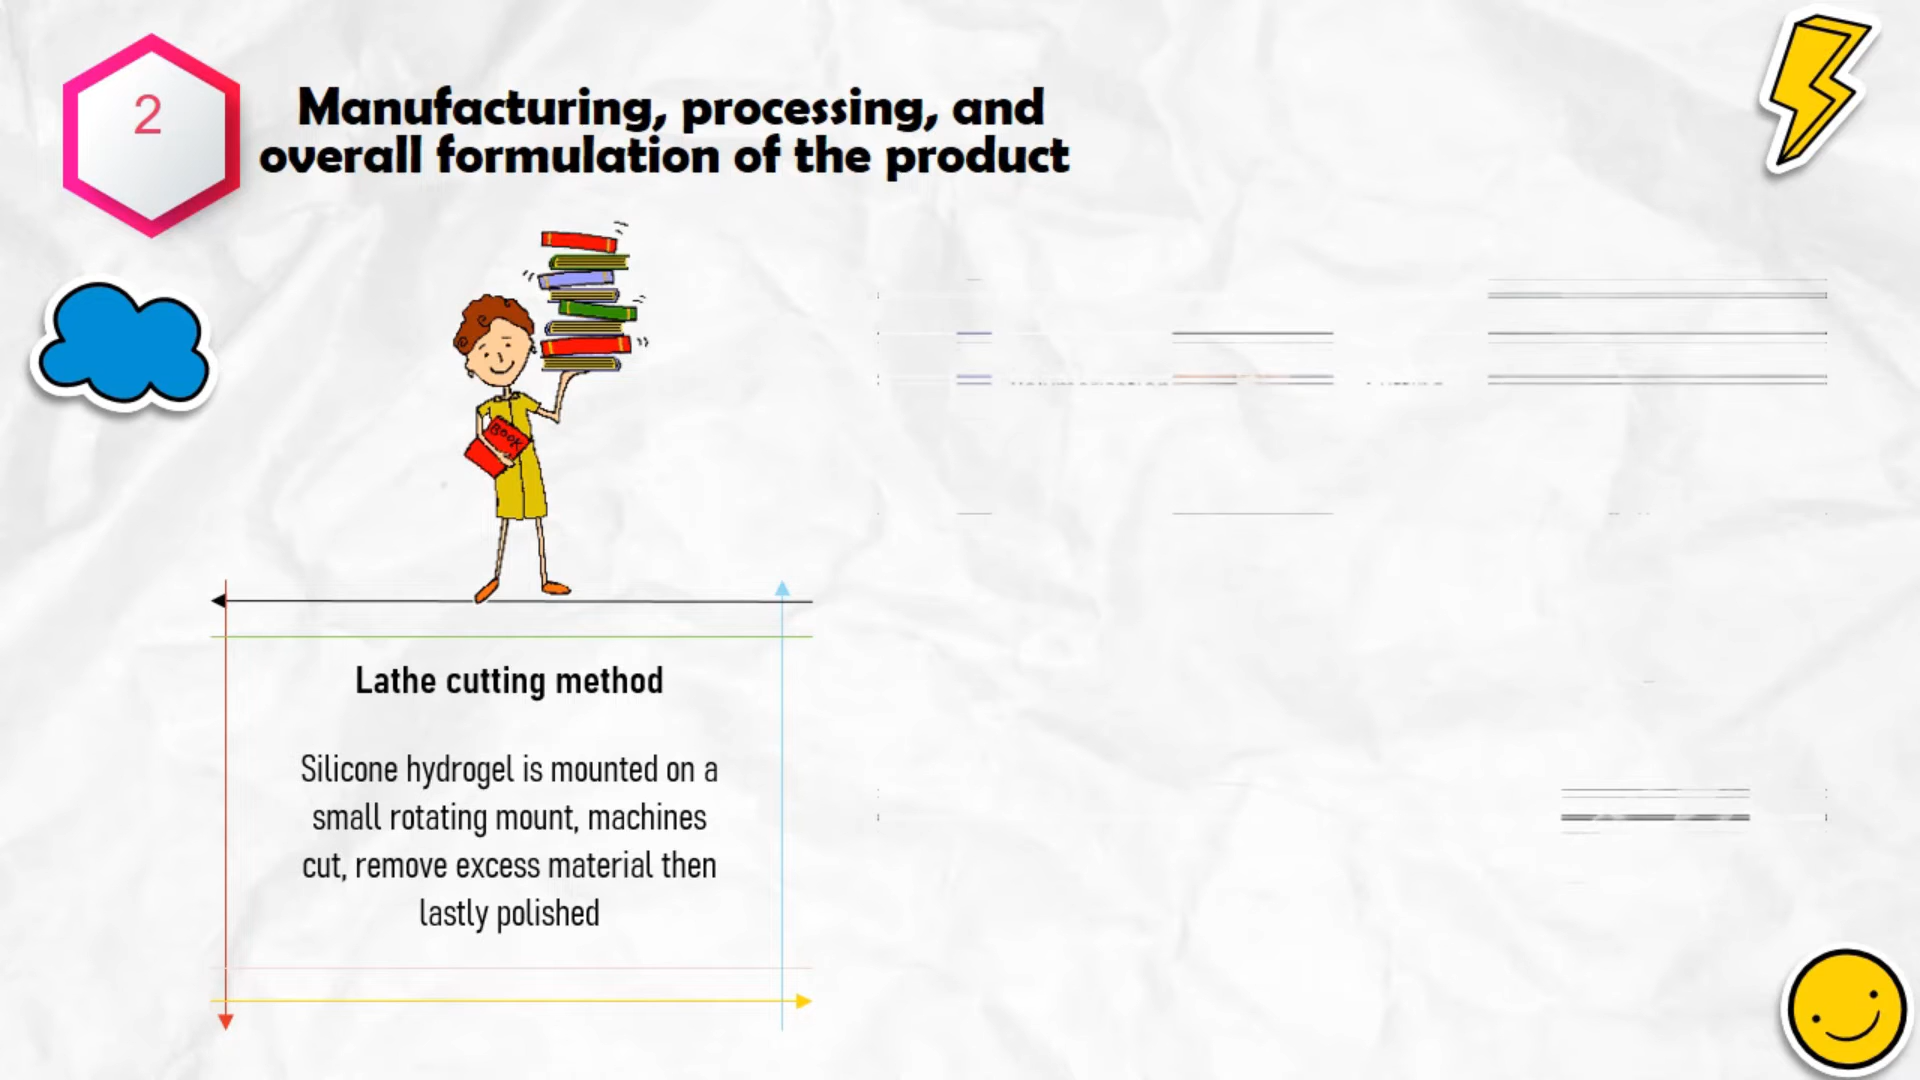 2
Manufacturing, processing, and
overall formulation of the product
BOOK
Lathe cutting method
Silicone hydrogel is mounted on a
small rotating mount, machines
cut, remove excess material then
lastly polished